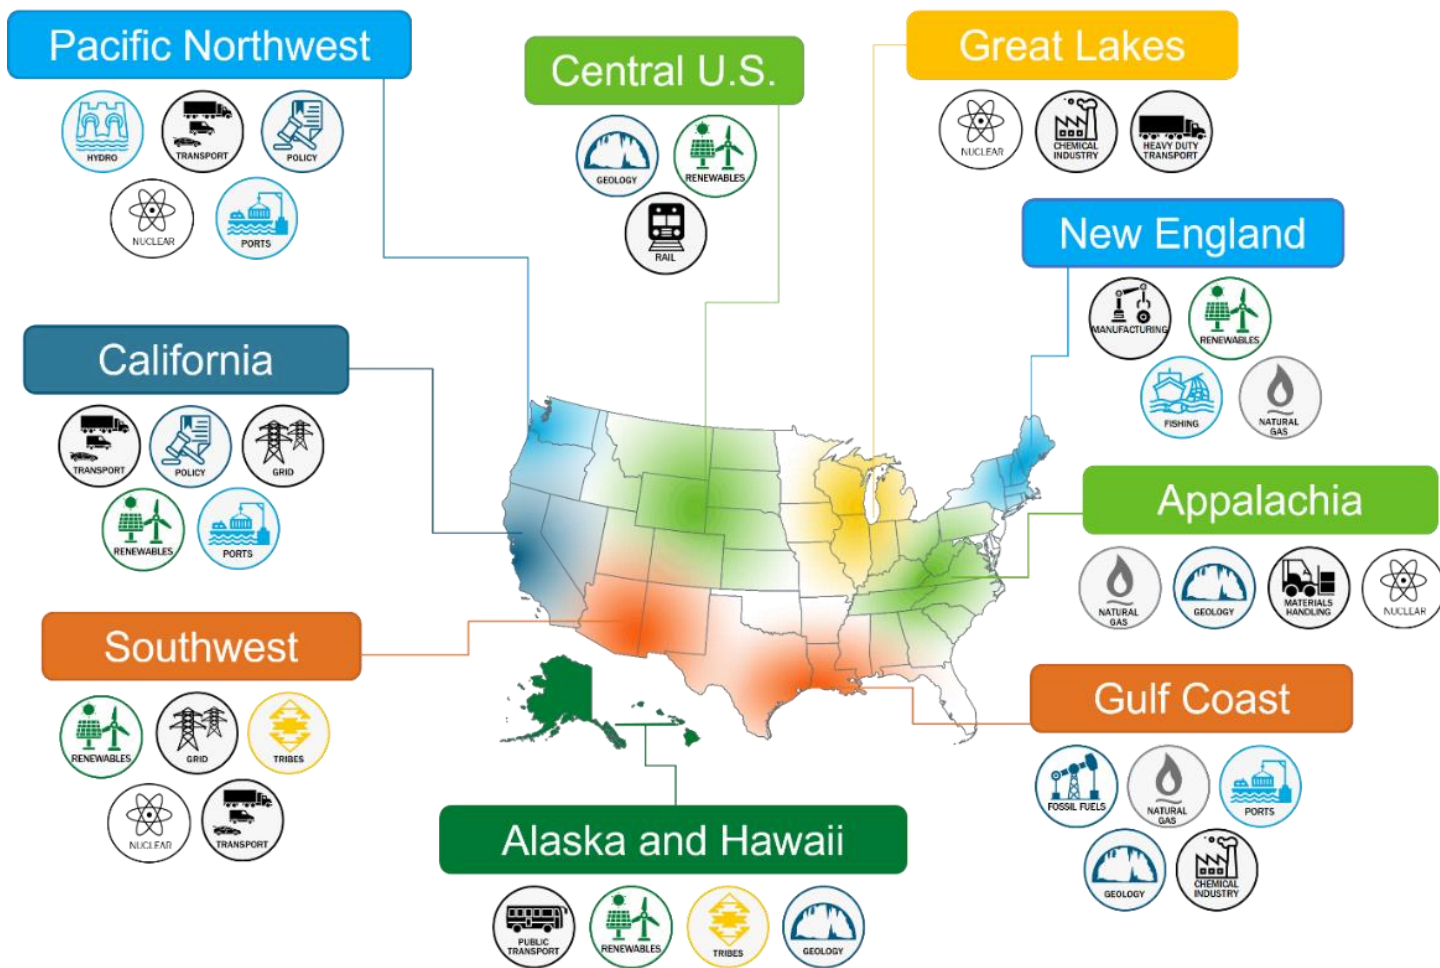 Pacific Northwest
HYDRO
TRANSPORT
POLICY
NUCLEAR
PORTS
Central U.S.
GEOLOGY
RENEWABLES
RAIL
Great Lakes
NUCLEAR
CHEMICAL
INDUSTRY
HEAVY DUTY
TRANSPORT
New England
MANUFACTURING
RENEWABLES
FISHING
NATURAL
GAS
California
TRANSPORT
POLICY
GRID
RENEWABLES
PORTS
Appalachia
NATURAL
GAS
GEOLOGY
MATERIALS
HANDLING
NUCLEAR
Southwest
RENEWABLES
GRID
TRIBES
NUCLEAR
TRANSPORT
Gulf Coast
FOSSIL FUELS
NATURAL
GAS
PORTS
GEOLOGY
CHEMICAL
INDUSTRY
Alaska and Hawaii
PUBLIC
TRANSPORT
RENEWABLES
TRIBES
GEOLOGY